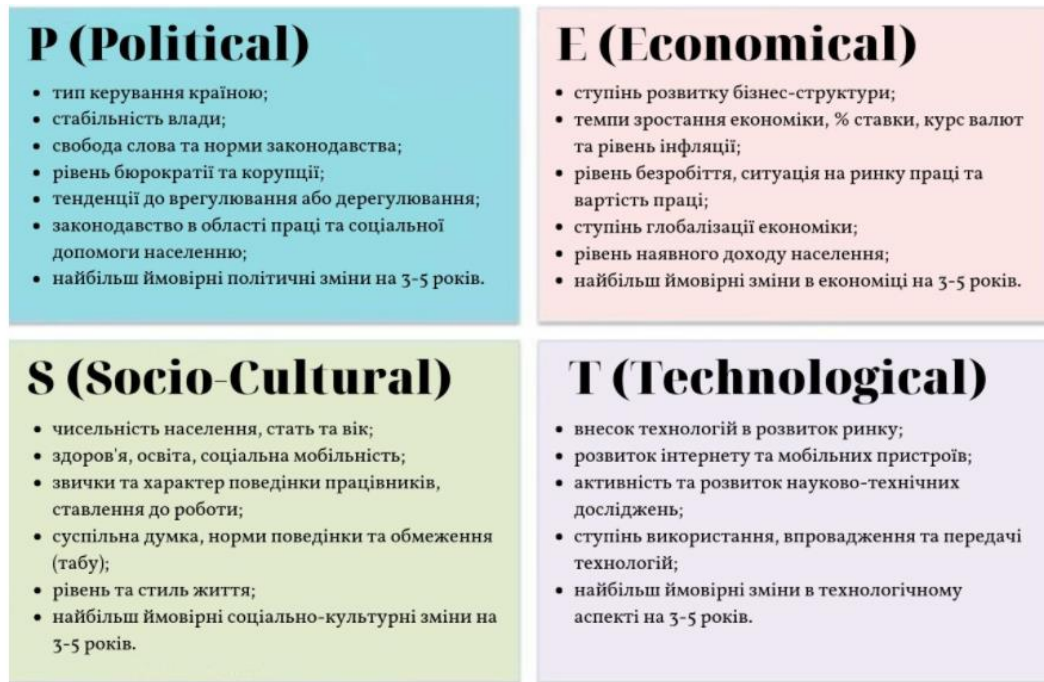 P (Political)
• тип керування країною;
• стабільність влади;
• свобода слова та норми законодавства;
• рівень бюрократії та корупції;
• тенденції до врегулювання або дерегулювання;
• законодавство в області праці та соціальної
допомоги населенню;
• найбільш ймовірні політичні зміни на 3-5 років.
E (Economical)
• ступінь розвитку бізнес-структури;
• темпи зростання економіки, % ставки, курс валют
та рівень інфляції;
• рівень безробіття, ситуація на ринку праці та
вартість праці;
• ступінь глобалізації економіки;
• рівень наявного доходу населення;
• найбільш ймовірні зміни в економіці на 3-5 років.
S (Socio-Cultural)
• чисельність населення, стать та вік;
• здоров'я, освіта, соціальна мобільність;
• звички та характер поведінки працівників,
ставлення до роботи;
• суспільна думка, норми поведінки та обмеження
(табу);
• рівень та стиль життя;
• найбільш ймовірні соціально-культурні зміни на
3-5 років.
T (Technological)
• внесок технологій в розвиток ринку;
• розвиток інтернету та мобільних пристроїв;
• активність та розвиток науково-технічних
досліджень;
• ступінь використання, впровадження та передачі
технологій;
• найбільш ймовірні зміни в технологічному
аспекті на 3-5 років.